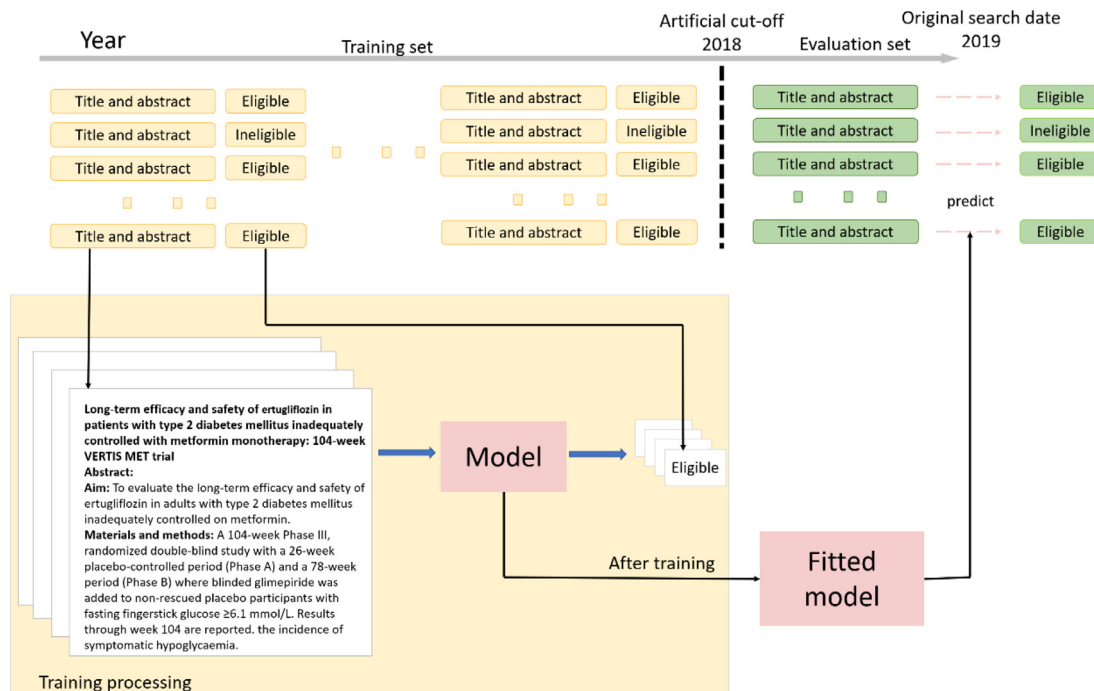 Year
Training set
Artificial cut-off
2018
Evaluation set
Original search date
2019
Title and abstract Eligible
Title and abstract Ineligible
Title and abstract Eligible
Title and abstract Eligible
Title and abstract Eligible
Title and abstract Ineligible
Title and abstract Eligible
Title and abstract Eligible
Title and abstract Eligible
Title and abstract Ineligible
Title and abstract Eligible
predict
Title and abstract Eligible
Long-term efficacy and safety of ertugliflozin in
patients with type 2 diabetes mellitus inadequately
controlled with metformin monotherapy: 104-week
VERTIS MET trial
Abstract:
Aim: To evaluate the long-term efficacy and safety of
ertugliflozin in adults with type 2 diabetes mellitus
inadequately controlled on metformin.
Materials and methods: A 104-week Phase III,
randomized double-blind study with a 26-week
placebo-controlled period (Phase A) and a 78-week
period (Phase B) where blinded glimepiride was
added to non-rescued placebo participants with
fasting fingerstick glucose ≥6.1 mmol/L. Results
through week 104 are reported. the incidence of
symptomatic hypoglycaemia.
Model
Eligible
After training
Fitted
model
Training processing